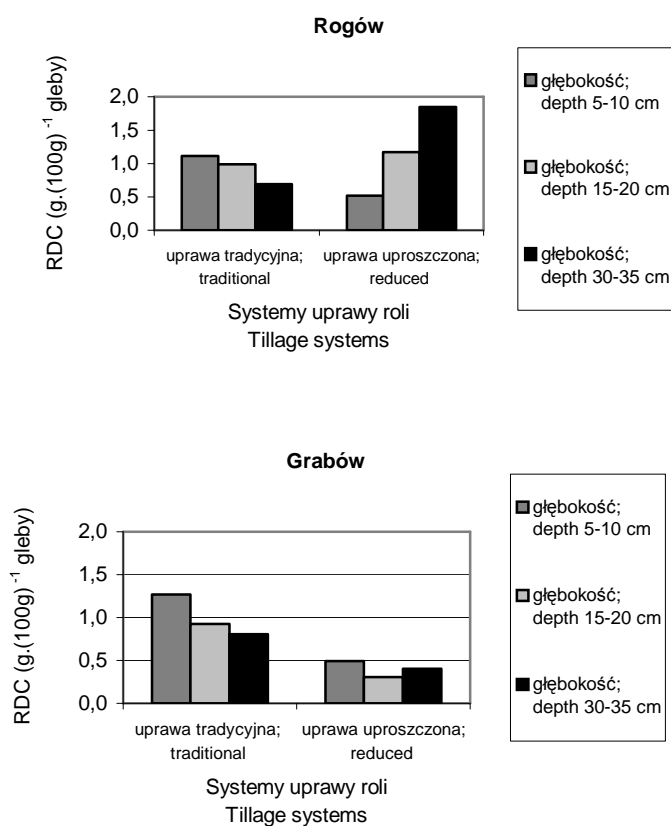 Rogów
RDC (g.(100g) -1 gleby)
2,0
1,5
1,0
0,5
0,0
uprawa tradycyjna;
traditional
uprawa uproszczona;
reduced
Systemy uprawy roli
Tillage systems
głębokość;
depth 5-10 cm
głębokość;
depth 15-20 cm
głębokość;
depth 30-35 cm
Grabów
RDC (g.(100g) -1 gleby)
2,0
1,5
1,0
0,5
0,0
uprawa tradycyjna;
traditional
uprawa uproszczona;
reduced
Systemy uprawy roli
Tillage systems
głębokość;
depth 5-10 cm
głębokość;
depth 15-20 cm
głębokość;
depth 30-35 cm